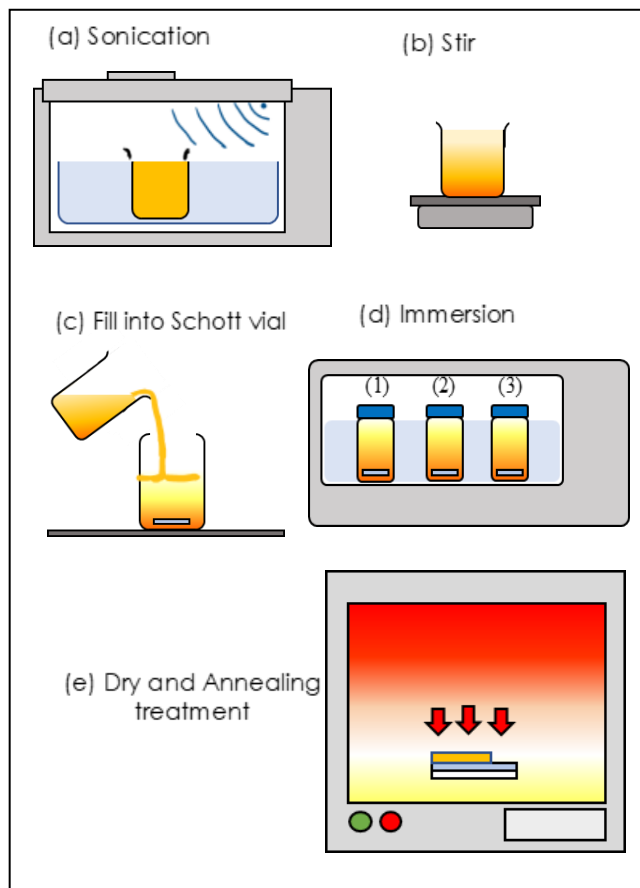 (a) Sonication
(b) Stir
(c) Fill into Schott vial
(d) Immersion
(1) (2) (3)
(e) Dry and Annealing
treatment